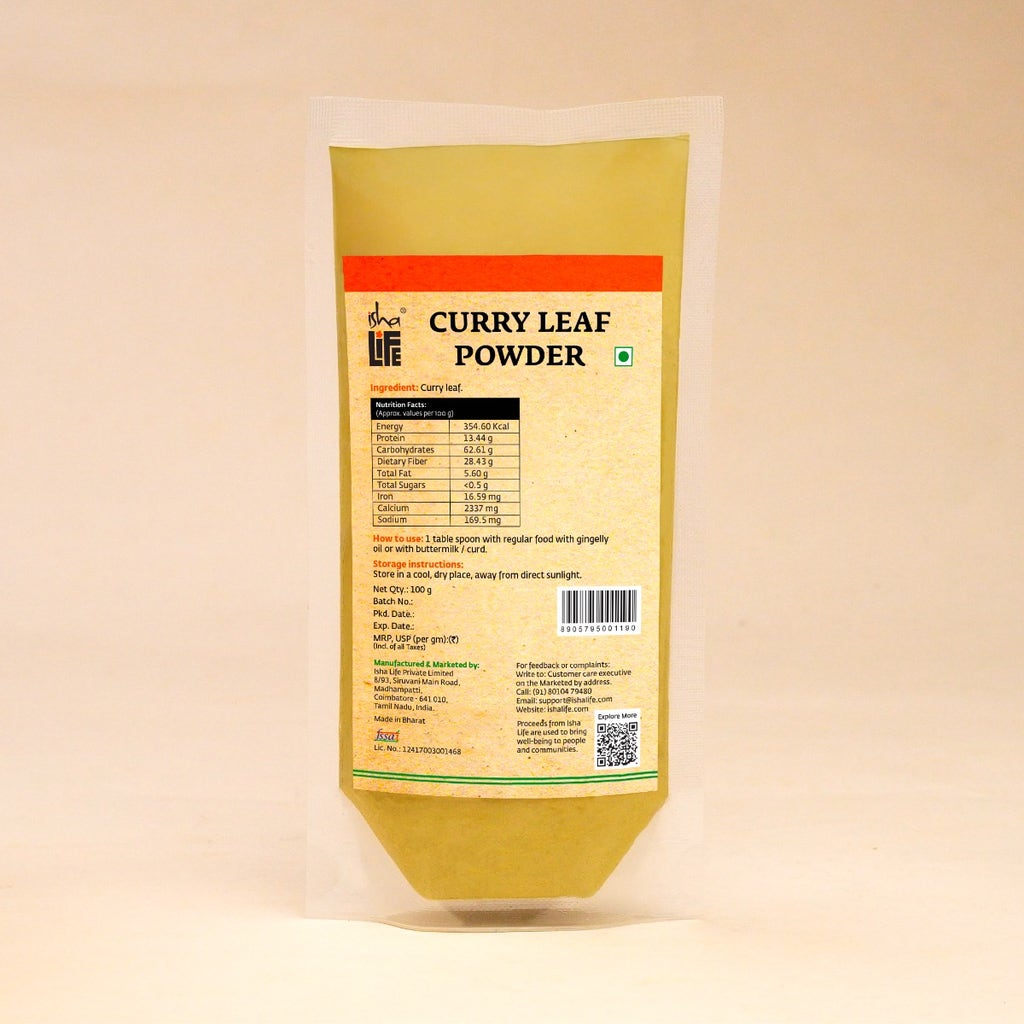 isha®
LiFE
CURRY LEAF
POWDER
Ingredient: Curry leaf.
Nutrition Facts:
(Approx. values per 100 g)
Energy 354.60 Kcal
Protein 13.44 g
Carbohydrates 62.61 g
Dietary Fiber 28.43 g
Total Fat 5.60 g
Total Sugars <0.5 g
Iron 16.59 mg
Calcium 2337 mg
Sodium 169.5 mg
How to use: 1 table spoon with regular food with gingelly
oil or with buttermilk / curd.
Storage instructions:
Store in a cool, dry place, away from direct sunlight.
Net Qty.: 100 g
Batch No.:
Pkd. Date.:
Exp. Date.:
MRP, USP (per gm):(₹)
(Incl. of all Taxes)
8905795001190
Manufactured & Marketed by:
Isha Life Private Limited
8/93, Siruvani Main Road,
Madhampatti,
Coimbatore - 641 010,
Tamil Nadu, India.
Made in Bharat
fssai
Lic. No.: 12417003001468
For feedback or complaints:
Write to: Customer care executive
on the Marketed by address.
Call: (91) 80104 79480
Email: support@ishalife.com
Website: ishalife.com
Proceeds from Isha
Life are used to bring
well-being to people
and communities.
Explore More